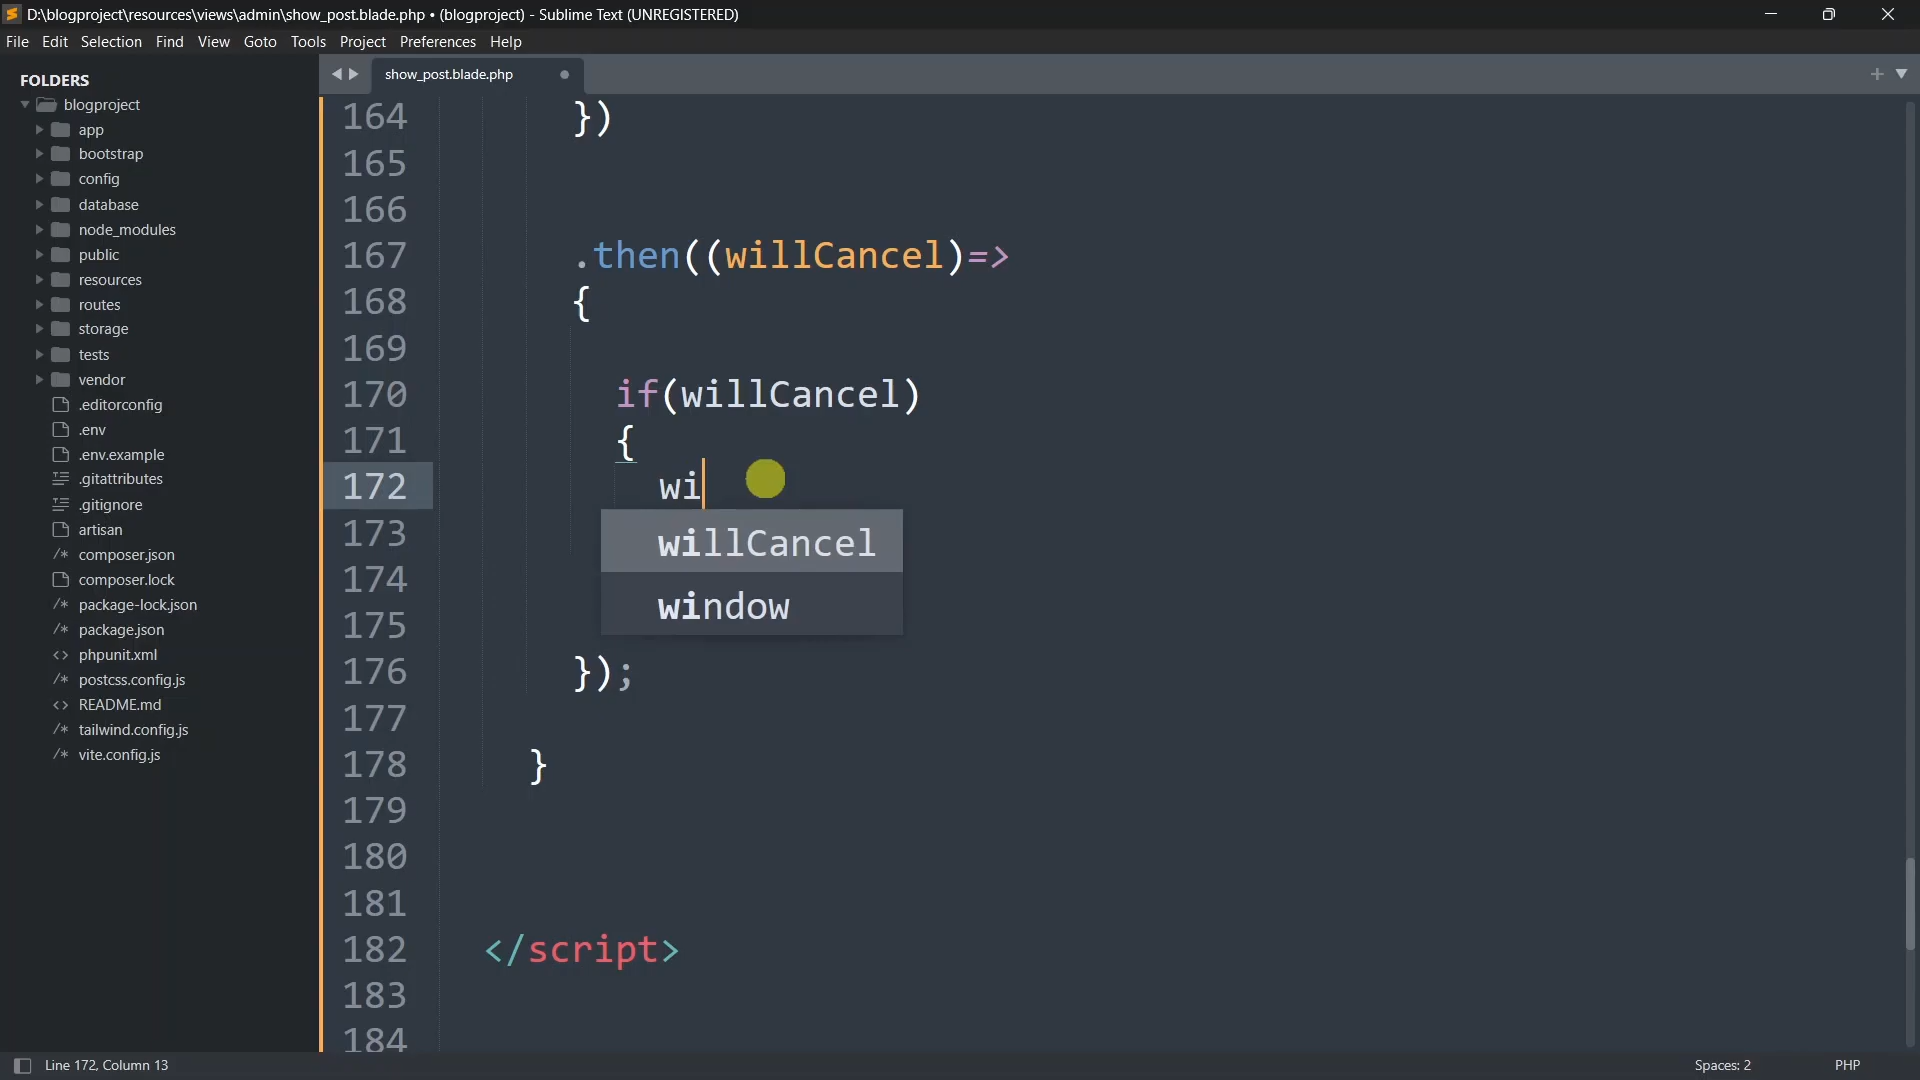 D:\blogproject\resources\views\admin\show_post.blade.php • (blogproject) - Sublime Text (UNREGISTERED)
File Edit Selection Find View Goto Tools Project Preferences Help
FOLDERS
blogproject
app
bootstrap
config
database
node_modules
public
resources
routes
storage
tests
vendor
.editorconfig
.env
.env.example
.gitattributes
.gitignore
artisan
/* composer.json
composer.lock
/* package-lock.json
/* package.json
<> phpunit.xml
/* postcss.config.js
<> README.md
/* tailwind.config.js
/* vite.config.js
show_post.blade.php
164 })
165
166
167 .then((willCancel)=>
168 {
169
170 if(willCancel)
171 {
172 wi
willCancel
window
173
174
175
176 });
177
178 }
179
180
181
182 </script>
183
184
Line 172, Column 13
Spaces: 2
PHP